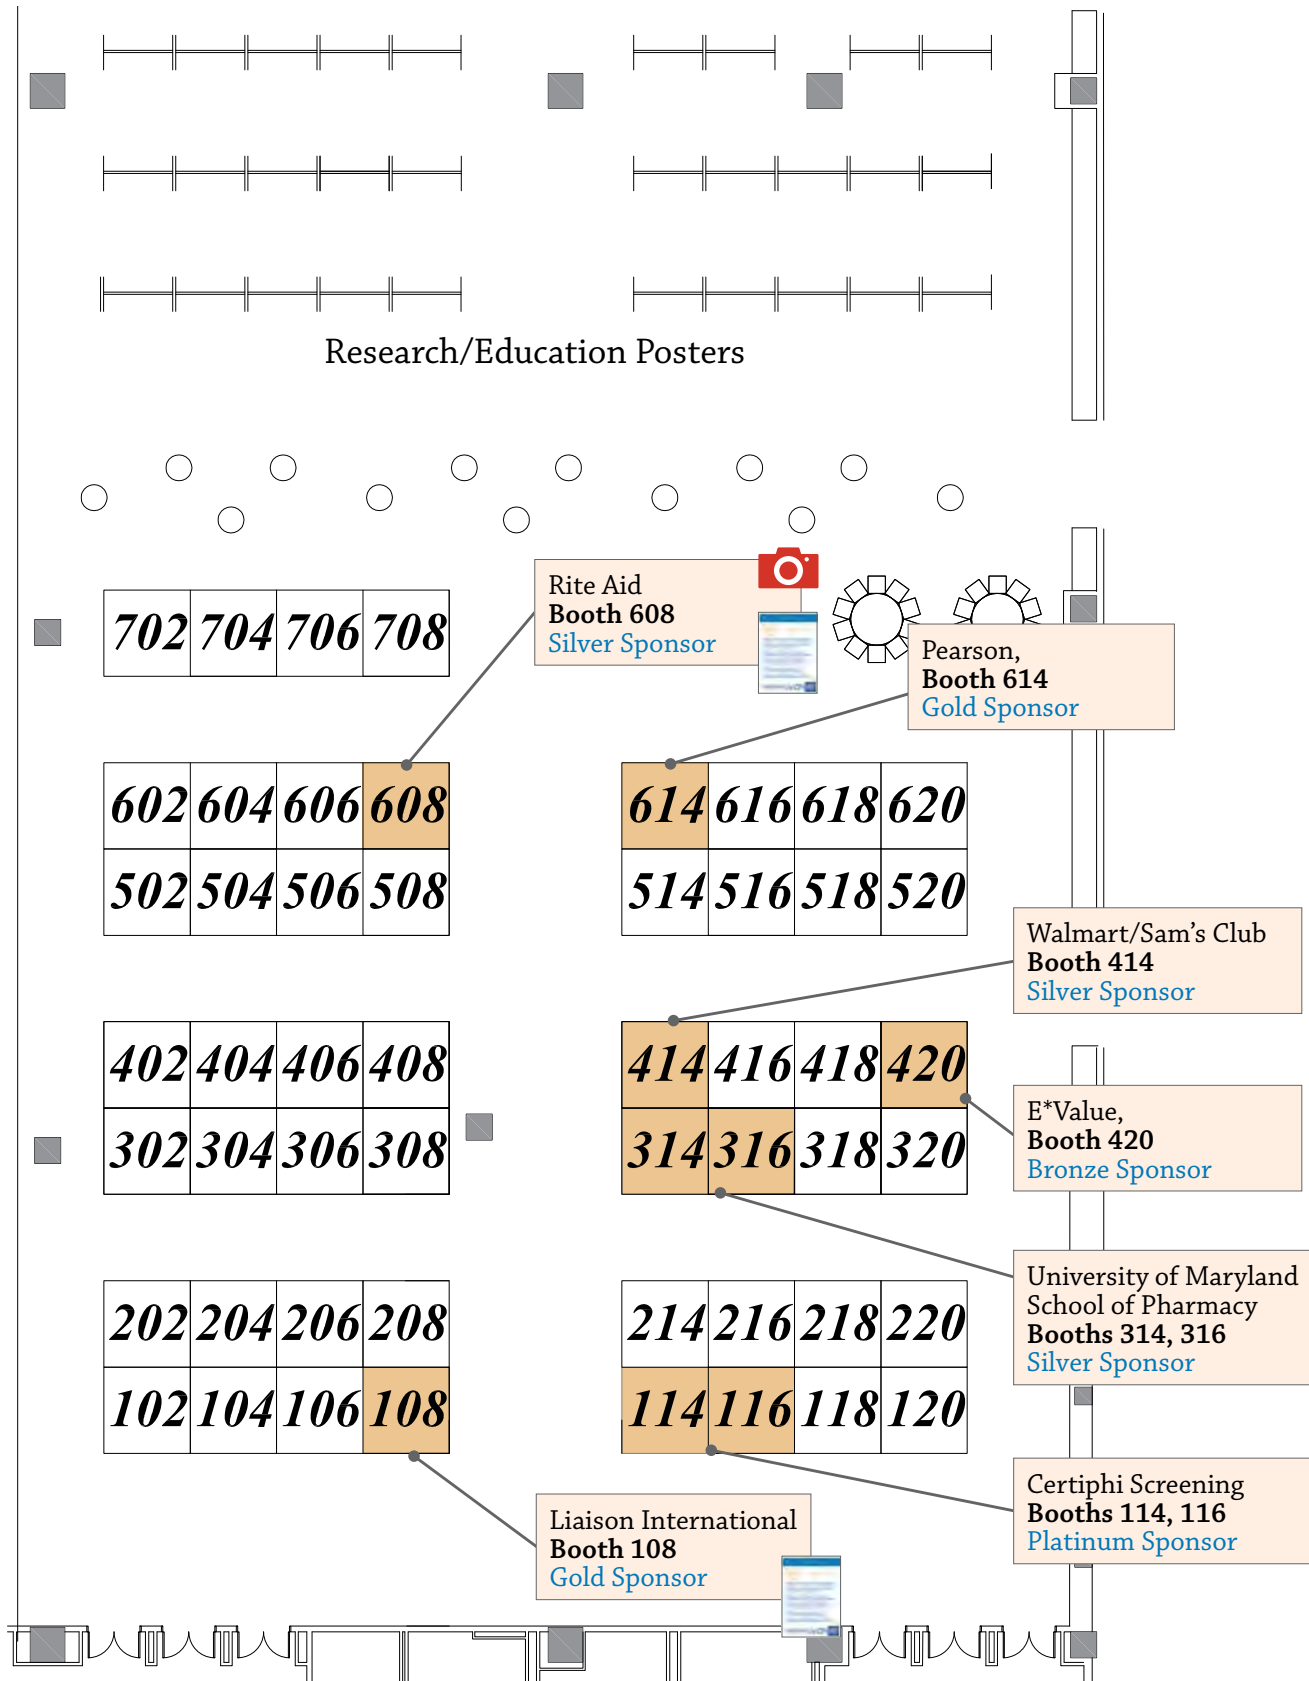 Research/Education Posters
Rite Aid
Booth 608
Silver Sponsor
Pearson,
Booth 614
Gold Sponsor
702 704 706 708
602 604 606 608
614 616 618 620
502 504 506 508
514 516 518 520
Walmart/Sam's Club
Booth 414
Silver Sponsor
402 404 406 408
414 416 418 420
302 304 306 308
314 316 318 320
E*Value,
Booth 420
Bronze Sponsor
University of Maryland
School of Pharmacy
Booths 314, 316
Silver Sponsor
202 204 206 208
214 216 218 220
102 104 106 108
114 116 118 120
Certiphi Screening
Booths 114, 116
Platinum Sponsor
Liaison International
Booth 108
Gold Sponsor